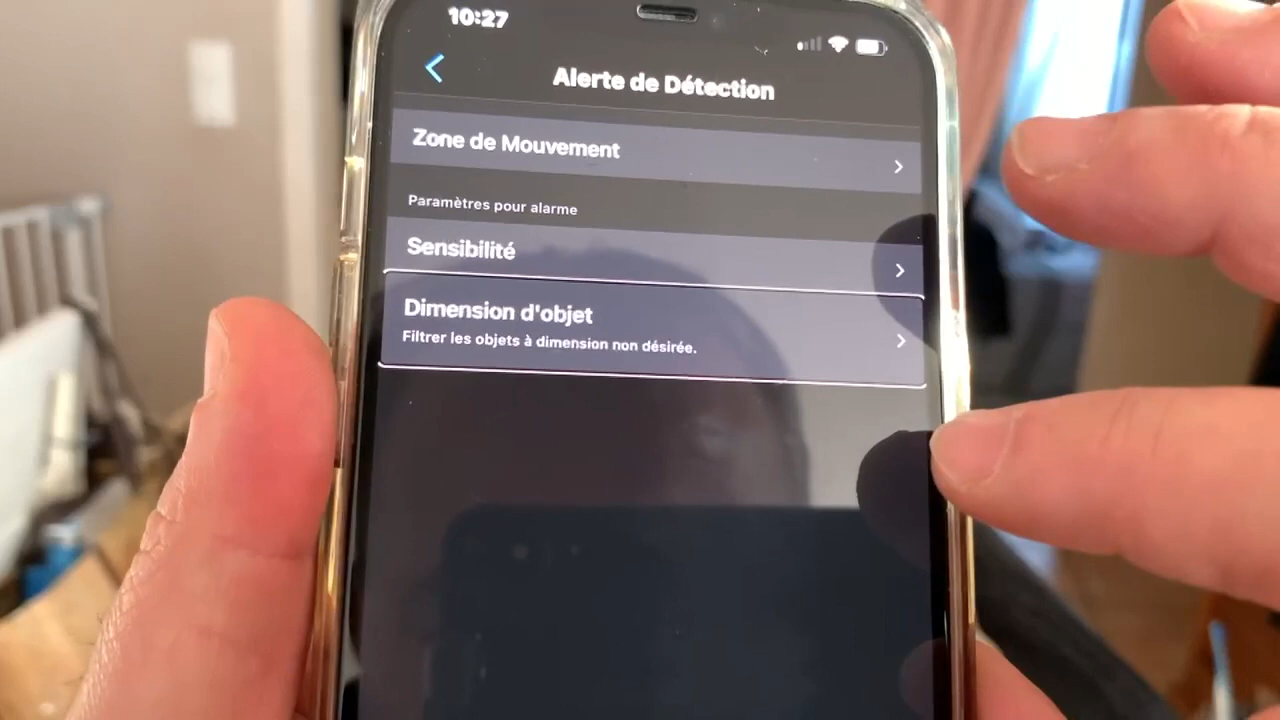 10:27
Alerte de Détection
Zone de Mouvement
Paramètres pour alarme
Sensibilité
Dimension d'objet
Filtrer les objets à dimension non désirée.